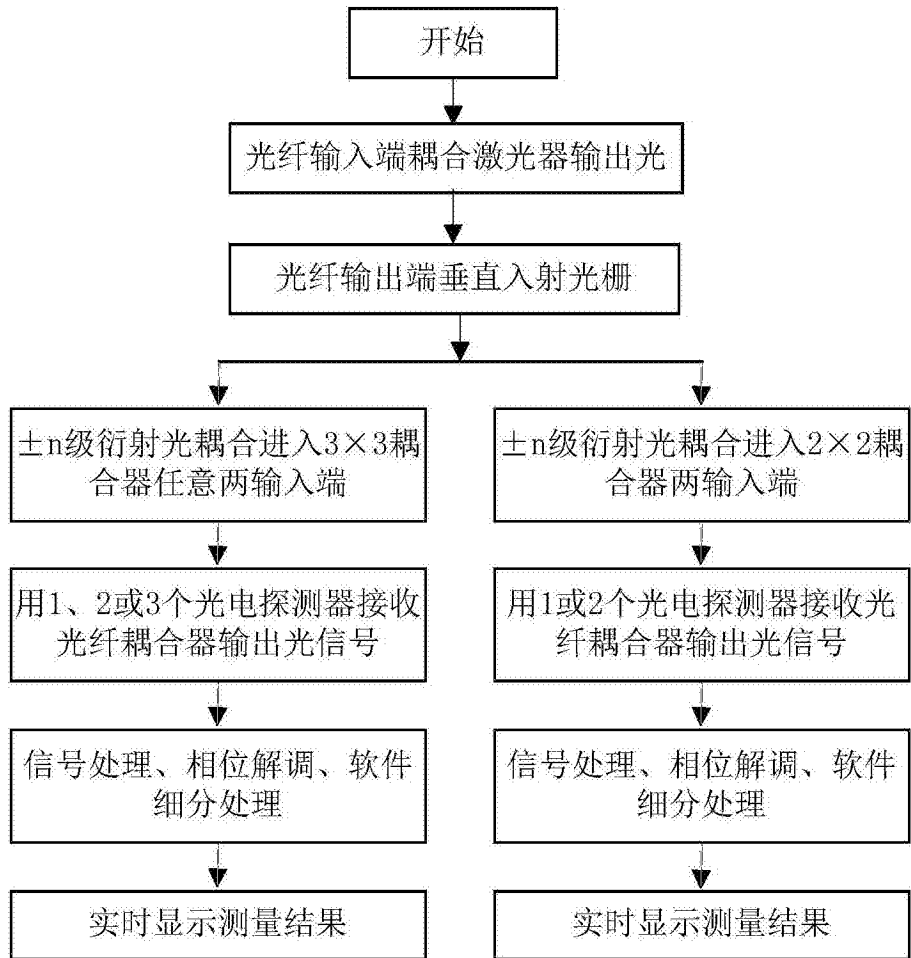 开始
光纤输入端耦合激光器输出光
光纤输出端垂直入射光栅
±n级衍射光耦合进入3×3耦
合器任意两输入端
用1、2或3个光电探测器接收
光纤耦合器输出光信号
信号处理、相位解调、软件
细分处理
实时显示测量结果
±n级衍射光耦合进入2×2耦
合器两输入端
用1或2个光电探测器接收光
纤耦合器输出光信号
信号处理、相位解调、软件
细分处理
实时显示测量结果